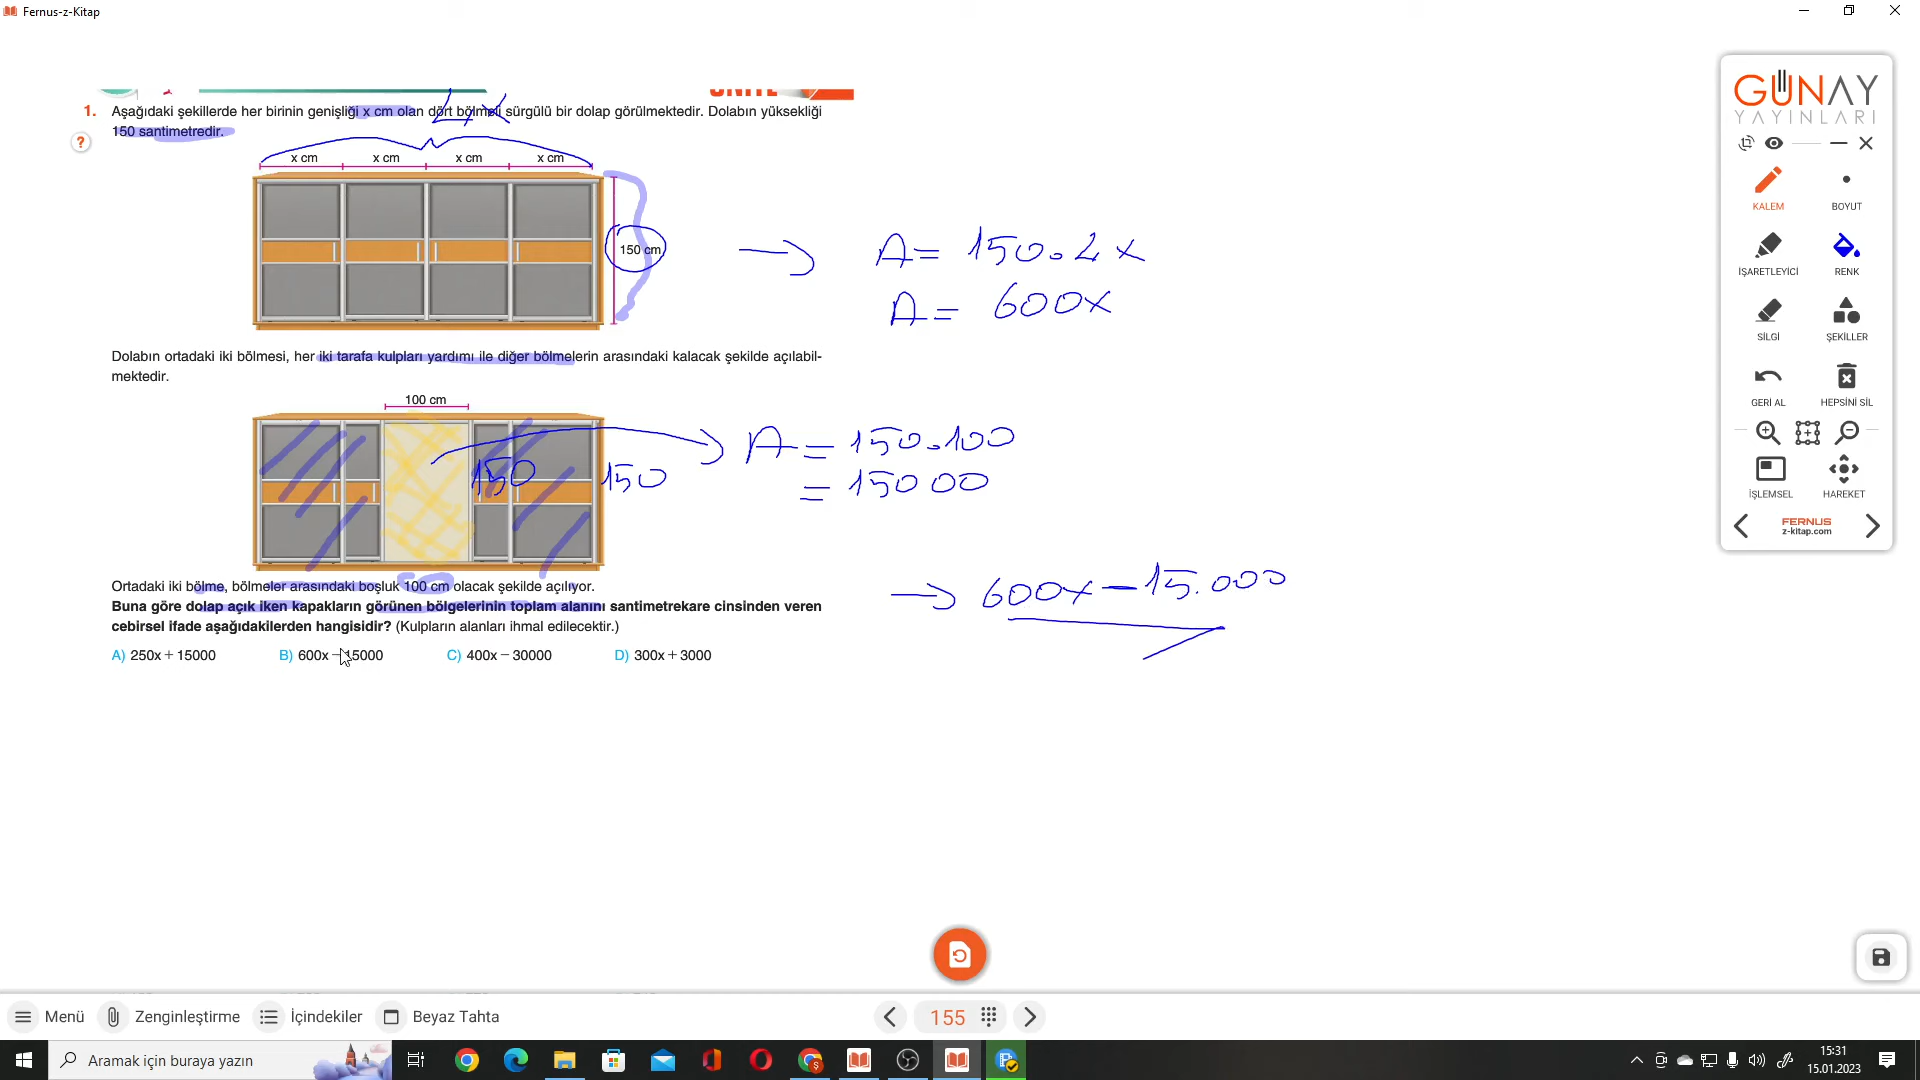 Fernus-z-Kitap
ÜNİTE
1. Aşağıdaki şekillerde her birinin genişliği x cm olan dört bölmeli sürgülü bir dolap görülmektedir. Dolabın yüksekliği
150 santimetredir.
?
4x
x cm x cm x cm x cm
150 cm
A = 150.4x
A = 600x
Dolabın ortadaki iki bölmesi, her iki tarafa kulpları yardımı ile diğer bölmelerin arasındaki kalacak şekilde açılabil-
mektedir.
100 cm
150 150
A = 150.100
= 15000
Ortadaki iki bölme, bölmeler arasındaki boşluk 100 cm olacak şekilde açılıyor.
600x - 15.000
Buna göre dolap açık iken kapakların görünen bölgelerinin toplam alanını santimetrekare cinsinden veren
cebirsel ifade aşağıdakilerden hangisidir? (Kulpların alanları ihmal edilecektir.)
A) 250x + 15000 B) 600x - 15000 C) 400x - 30000 D) 300x + 3000
GÜNAY
YAYINLARI
KALEM BOYUT
İŞARETLEYİCİ RENK
SİLGİ ŞEKİLLER
GERİ AL HEPSİNİ SİL
İŞLEMSEL HAREKET
FERNUS
z-kitap.com
Menü Zenginleştirme İçindekiler Beyaz Tahta 155
Aramak için buraya yazın
15:31
15.01.2023